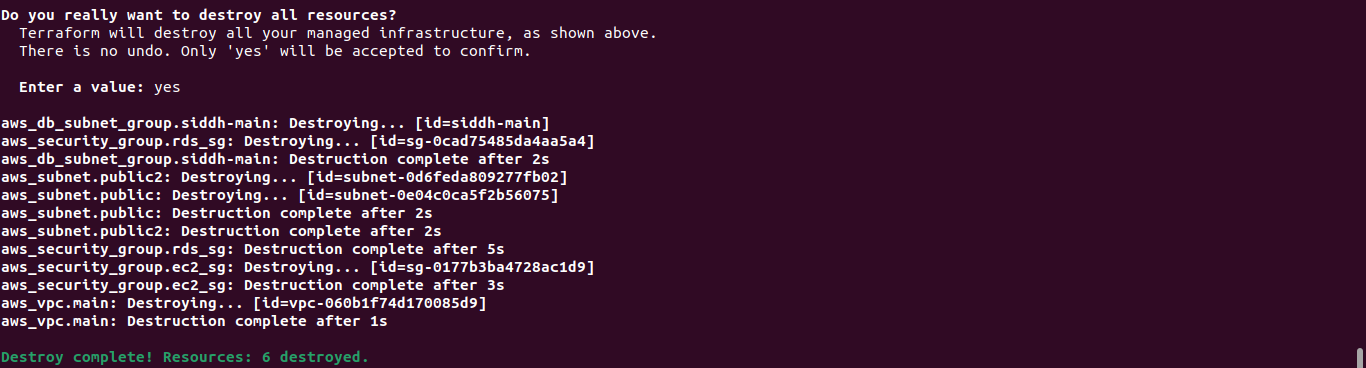 Do you really want to destroy all resources?
Terraform will destroy all your managed infrastructure, as shown above.
There is no undo. Only 'yes' will be accepted to confirm.
Enter a value: yes
aws_db_subnet_group.siddh-main: Destroying... [id=siddh-main]
aws_security_group.rds_sg: Destroying... [id=sg-0cad75485da4aa5a4]
aws_db_subnet_group.siddh-main: Destruction complete after 2s
aws_subnet.public2: Destroying... [id=subnet-0d6feda809277fb02]
aws_subnet.public: Destroying... [id=subnet-0e04c0ca5f2b56075]
aws_subnet.public: Destruction complete after 2s
aws_subnet.public2: Destruction complete after 2s
aws_security_group.rds_sg: Destruction complete after 5s
aws_security_group.ec2_sg: Destroying... [id=sg-0177b3ba4728ac1d9]
aws_security_group.ec2_sg: Destruction complete after 3s
aws_vpc.main: Destroying... [id=vpc-060b1f74d170085d9]
aws_vpc.main: Destruction complete after 1s
Destroy complete! Resources: 6 destroyed.